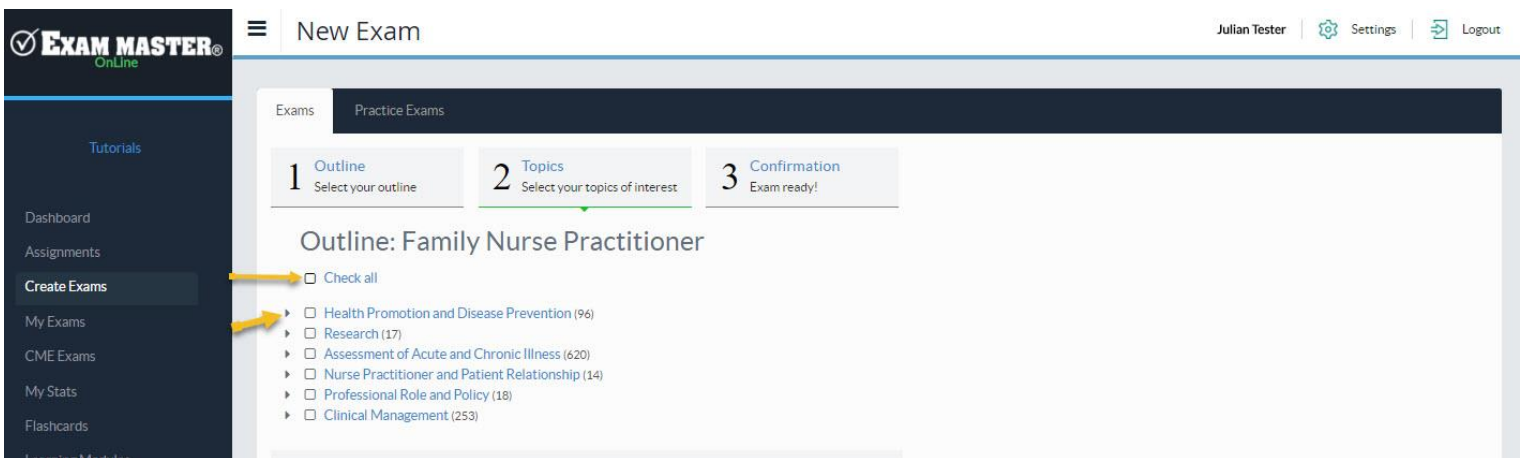 EXAM MASTER®
OnLine
New Exam
Julian Tester
Settings
Logout
Tutorials
Dashboard
Assignments
Create Exams
My Exams
CME Exams
My Stats
Flashcards
Learning Modules
Exams
Practice Exams
1 Outline
Select your outline
2 Topics
Select your topics of interest
3 Confirmation
Exam ready!
Outline: Family Nurse Practitioner
Check all
Health Promotion and Disease Prevention (96)
Research (17)
Assessment of Acute and Chronic Illness (620)
Nurse Practitioner and Patient Relationship (14)
Professional Role and Policy (18)
Clinical Management (253)